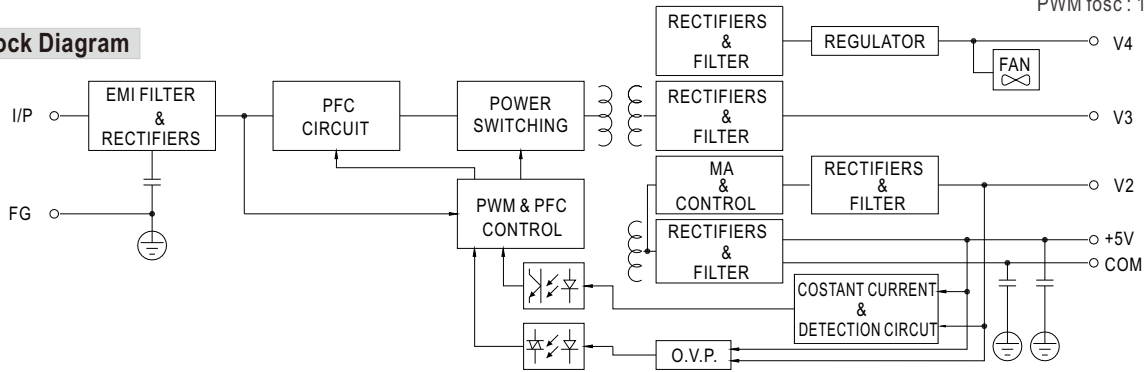 PWM fosc : 1
ock Diagram
RECTIFIERS
&
FILTER
REGULATOR
V4
FAN
I/P
EMI FILTER
&
RECTIFIERS
PFC
CIRCUIT
POWER
SWITCHING
RECTIFIERS
&
FILTER
V3
MA
&
CONTROL
RECTIFIERS
&
FILTER
V2
FG
PWM & PFC
CONTROL
RECTIFIERS
&
FILTER
+5V
COM
COSTANT CURRENT
&
DETECTION CIRCUT
O.V.P.